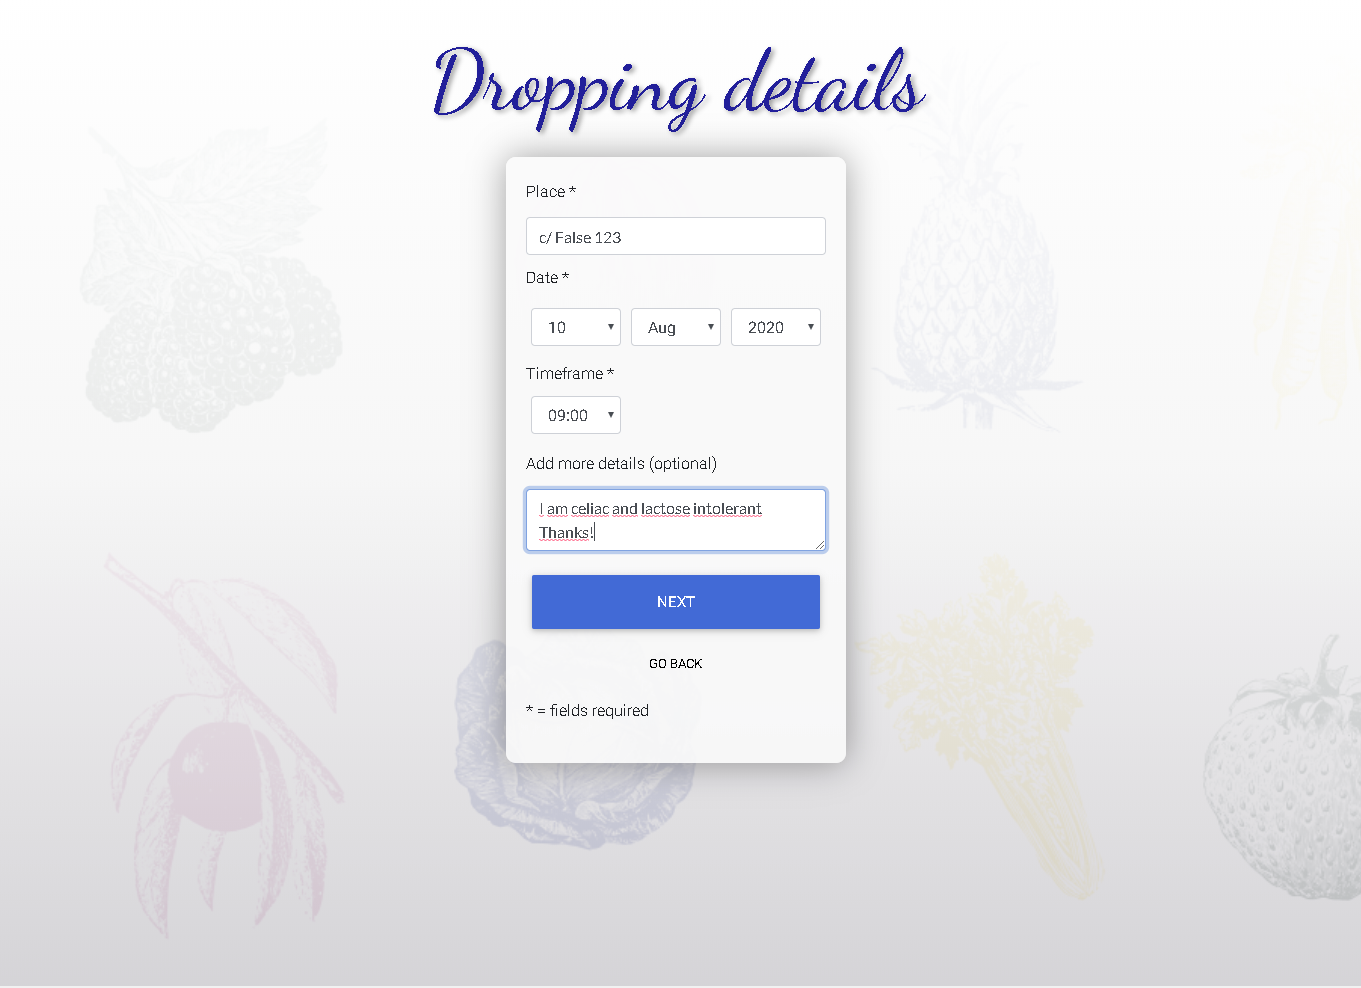 Dropping details
Place *
c/ False 123
Date *
10 Aug 2020
Timeframe *
09:00
Add more details (optional)
I am celiac and lactose intolerant
Thanks!
NEXT
GO BACK
* = fields required